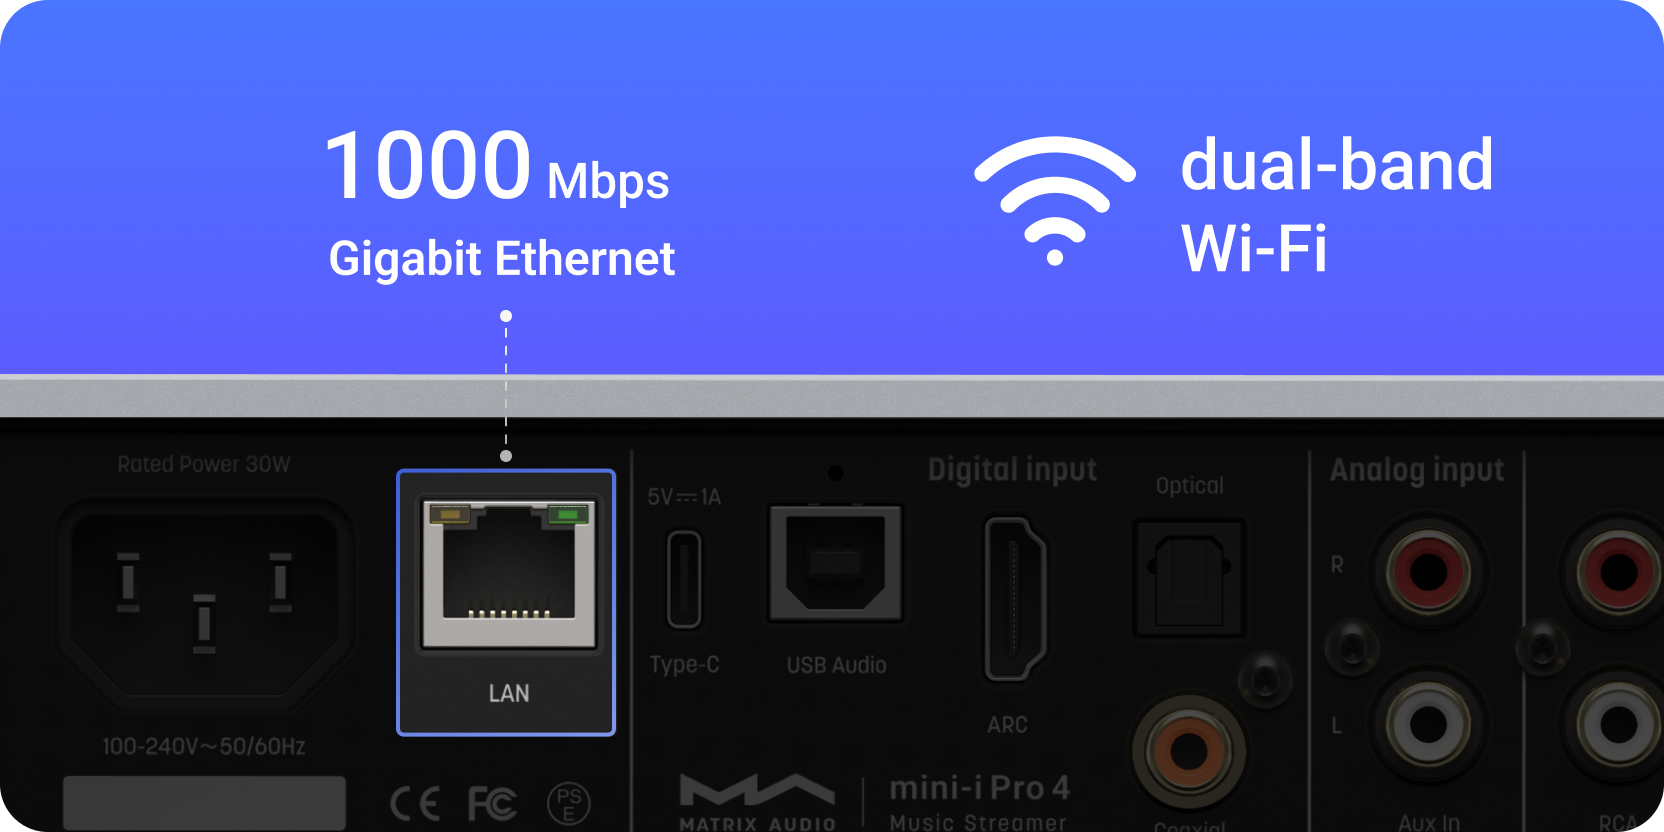 1000 Mbps
Gigabit Ethernet
dual-band
Wi-Fi
Rated Power 30W
100-240V～50/60Hz
LAN
CE FC PS
E
5V⎓1A
Type-C
USB Audio
Digital input
ARC
Optical
Coaxial
Analog input
R
L
Aux In
RCA
MATRIX AUDIO
mini-i Pro 4
Music Streamer